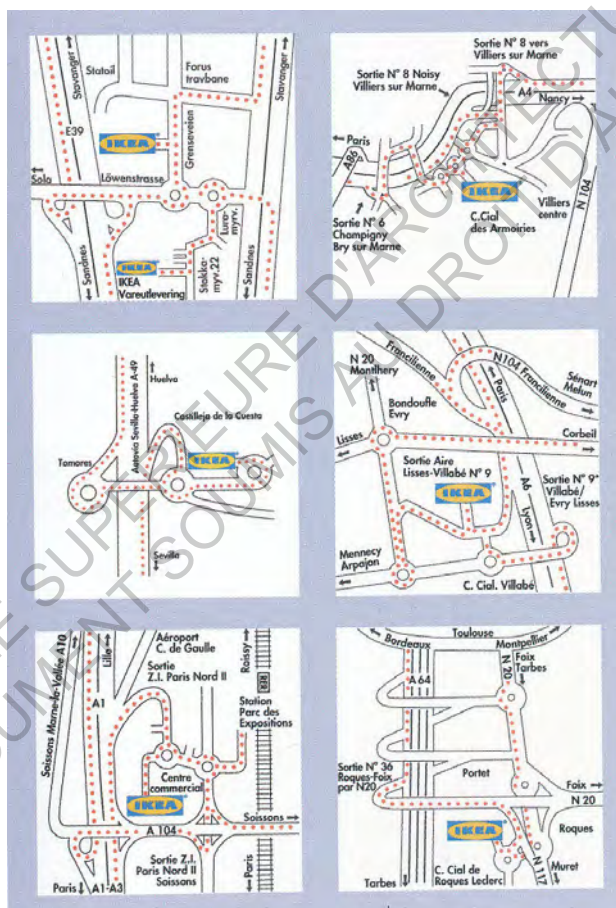 Stavanger
Statoil
Forus
travbane
Stavanger
E39
IKEA
Grenseveien
Sola
Löwenstrasse
Luramyrv.
Sandnes
IKEA
IKEA
Vareutlevering
Stokkamyv.22
Sandnes
Sortie N° 8 vers
Villiers sur Marne
Sortie N° 8 Noisy
Villiers sur Marne
A4
Nancy
Paris
A86
IKEA
N 104
C.Cial
des Armoiries
Villiers
centre
Sortie N° 6
Champigny
Bry sur Marne
Autovia Sevilla-Huelva A-49
Huelva
Castilleja de la Cuesta
Tomares
IKEA
Sevilla
N 20
Montlhery
Francilienne
N104 Francilienne
Sénart
Melun
Paris
Bondoufle
Evry
Lisses
Corbeil
Sortie Aire
Lisses-Villabé N° 9
IKEA
A6
Lyon
Sortie N° 9*
Villabé/
Evry Lisses
Mennecy
Arpajon
C. Cial. Villabé
Soissons Marne-la-Vallée A10
Lille
Aéroport
C. de Gaulle
Roissy
A1
Sortie
Z.I. Paris Nord II
RER
Station
Parc des
Expositions
Centre
commercial
IKEA
Soissons
A 104
Sortie Z.I.
Paris Nord II
Soissons
Paris
A1-A3
Paris
Toulouse
Bordeaux
Montpellier
A 64
N 20
Foix
Tarbes
Sortie N° 36
Roques-Foix
par N20
Portet
Foix
N 20
IKEA
Roques
N 117
Muret
Tarbes
C. Cial de
Roques Leclerc